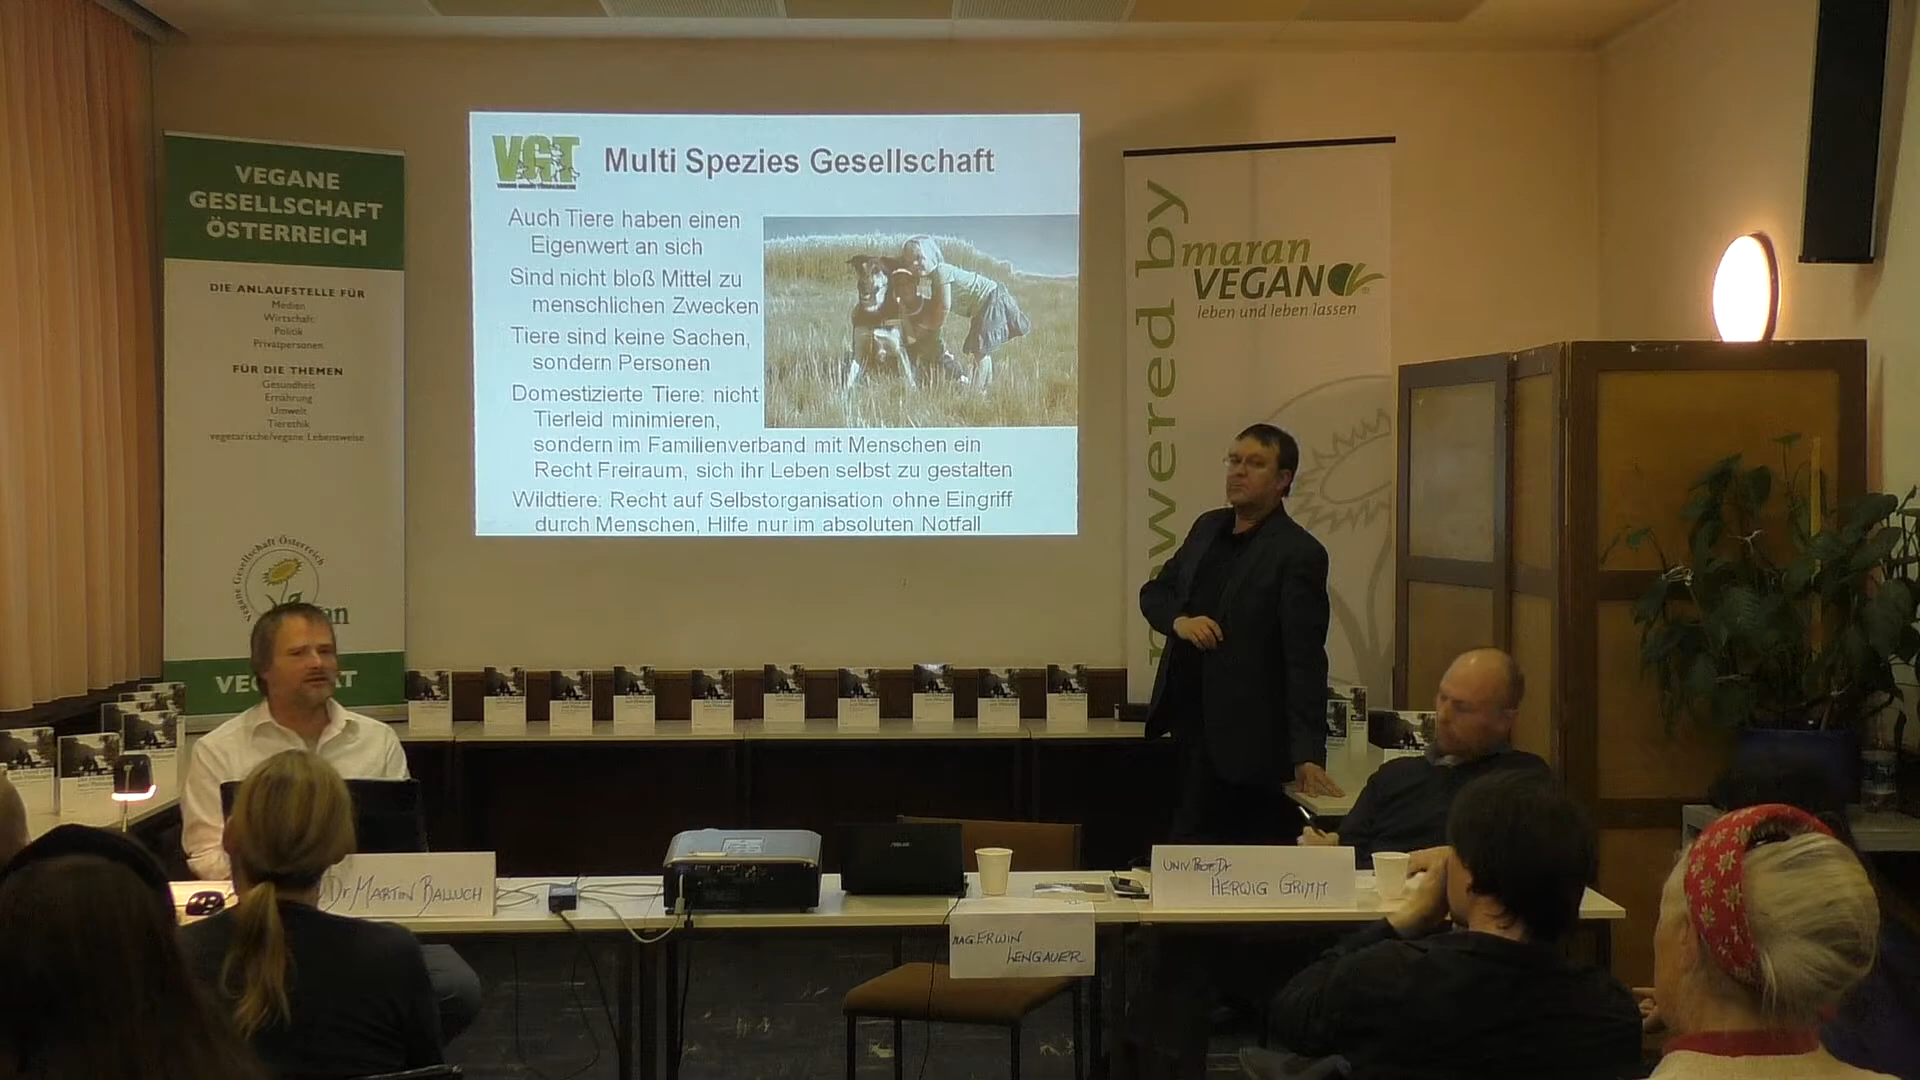 VEGANE
GESELLSCHAFT
ÖSTERREICH
DIE ANLAUFSTELLE FÜR
Medien
Wirtschaft
Politik
Privatpersonen
FÜR DIE THEMEN
Gesundheit
Ernährung
Umwelt
Tierethik
vegetarische/vegane Lebensweise
Vegane Gesellschaft Österreich
VGT
Multi Spezies Gesellschaft
Auch Tiere haben einen
Eigenwert an sich
Sind nicht bloß Mittel zu
menschlichen Zwecken
Tiere sind keine Sachen,
sondern Personen
Domestizierte Tiere: nicht
Tierleid minimieren,
sondern im Familienverband mit Menschen ein
Recht Freiraum, sich ihr Leben selbst zu gestalten
Wildtiere: Recht auf Selbstorganisation ohne Eingriff
durch Menschen, Hilfe nur im absoluten Notfall
powered by
maran
VEGAN
leben und leben lassen
Dr. MARTIN BALLUCH
ASUS
MAG. ERWIN
LENGAUER
UNIV. PROF. Dr
HERWIG GRIMM